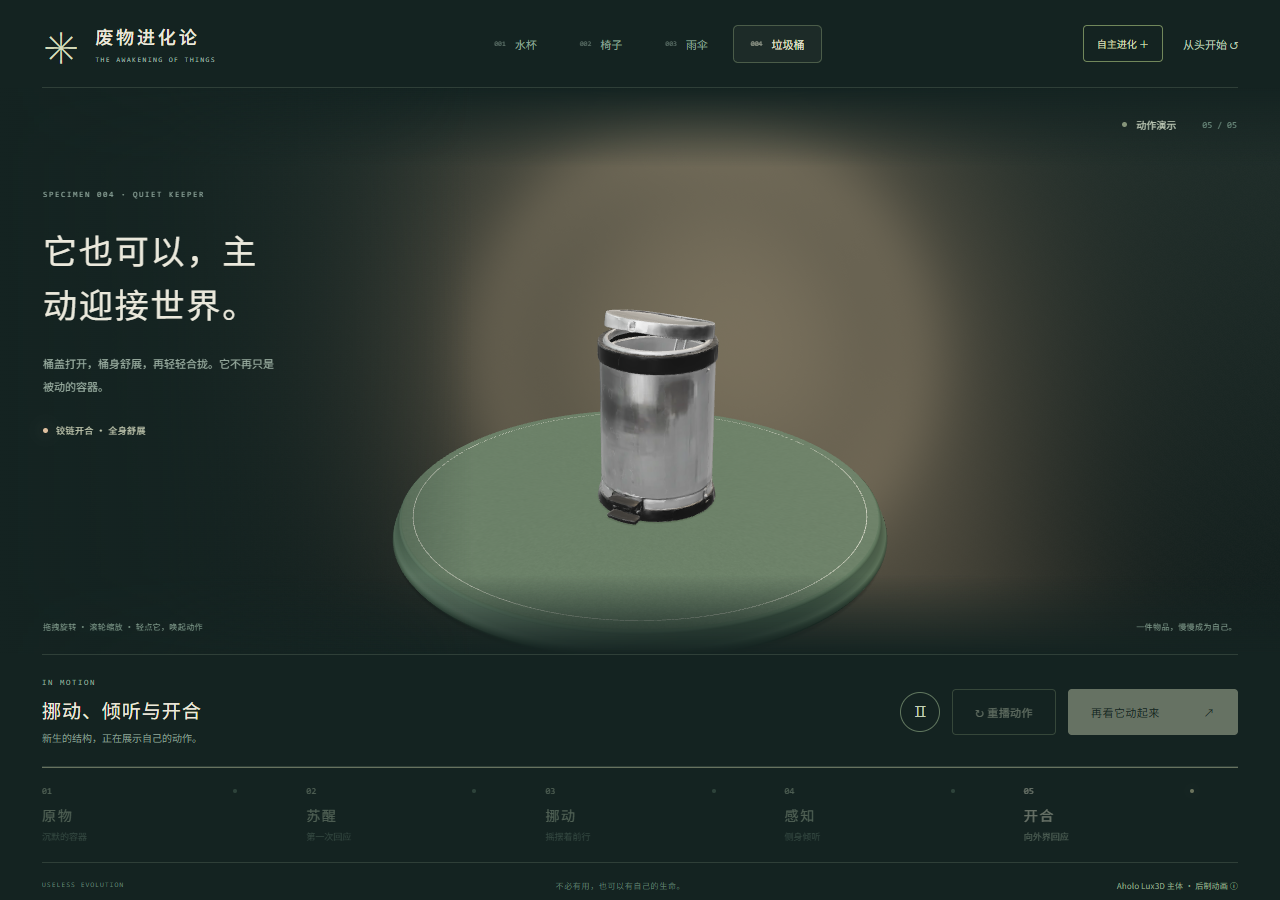 废物进化论
THE AWAKENING OF THINGS
001 水杯
002 椅子
003 雨伞
004 垃圾桶
自主进化 +
从头开始 ↺
动作演示
05 / 05
SPECIMEN 004 · QUIET KEEPER
它也可以，主
动迎接世界。
桶盖打开，桶身舒展，再轻轻合拢。它不再只是
被动的容器。
铰链开合 · 全身舒展
拖拽旋转 · 滚轮缩放 · 轻点它，唤起动作
一件物品，慢慢成为自己。
IN MOTION
挪动、倾听与开合
新生的结构，正在展示自己的动作。
↻ 重播动作
再看它动起来 ↗
01
原物
沉默的容器
02
苏醒
第一次回应
03
挪动
摇摆着前行
04
感知
侧身倾听
05
开合
向外界回应
USELESS EVOLUTION
不必有用，也可以有自己的生命。
Aholo Lux3D 主体 · 后制动画 ⓘ